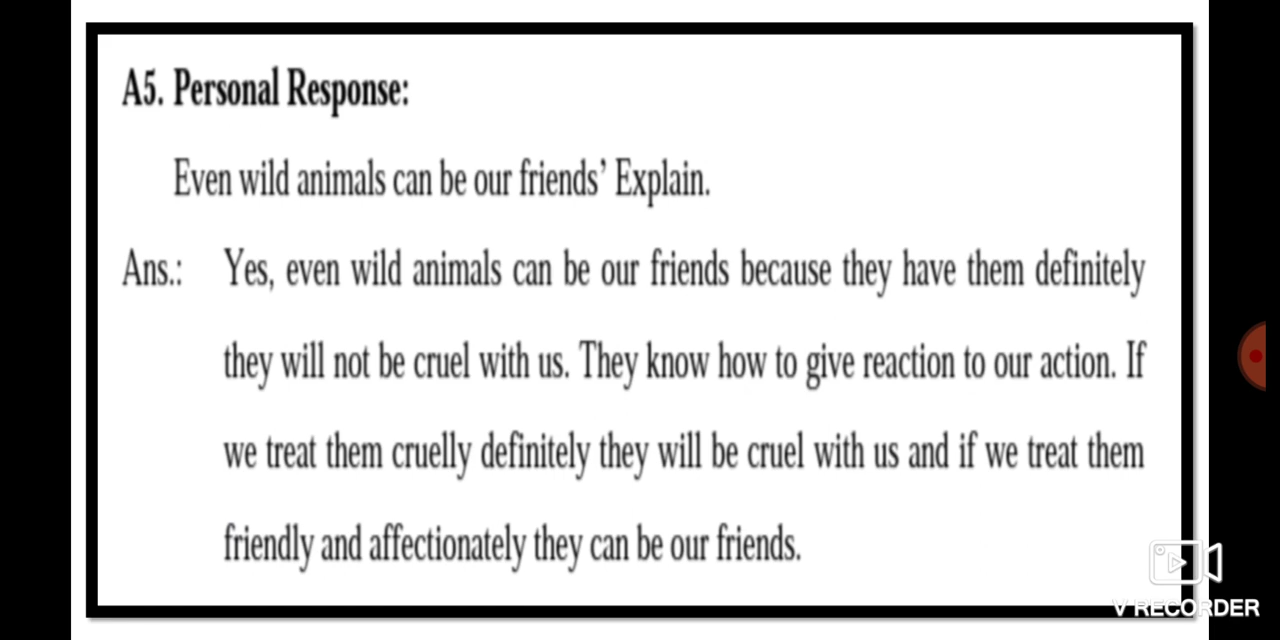 A5. Personal Response:
Even wild animals can be our friends’ Explain.
Ans.: Yes, even wild animals can be our friends because they have them definitely
they will not be cruel with us. They know how to give reaction to our action. If
we treat them cruelly definitely they will be cruel with us and if we treat them
friendly and affectionately they can be our friends.
V RECORDER